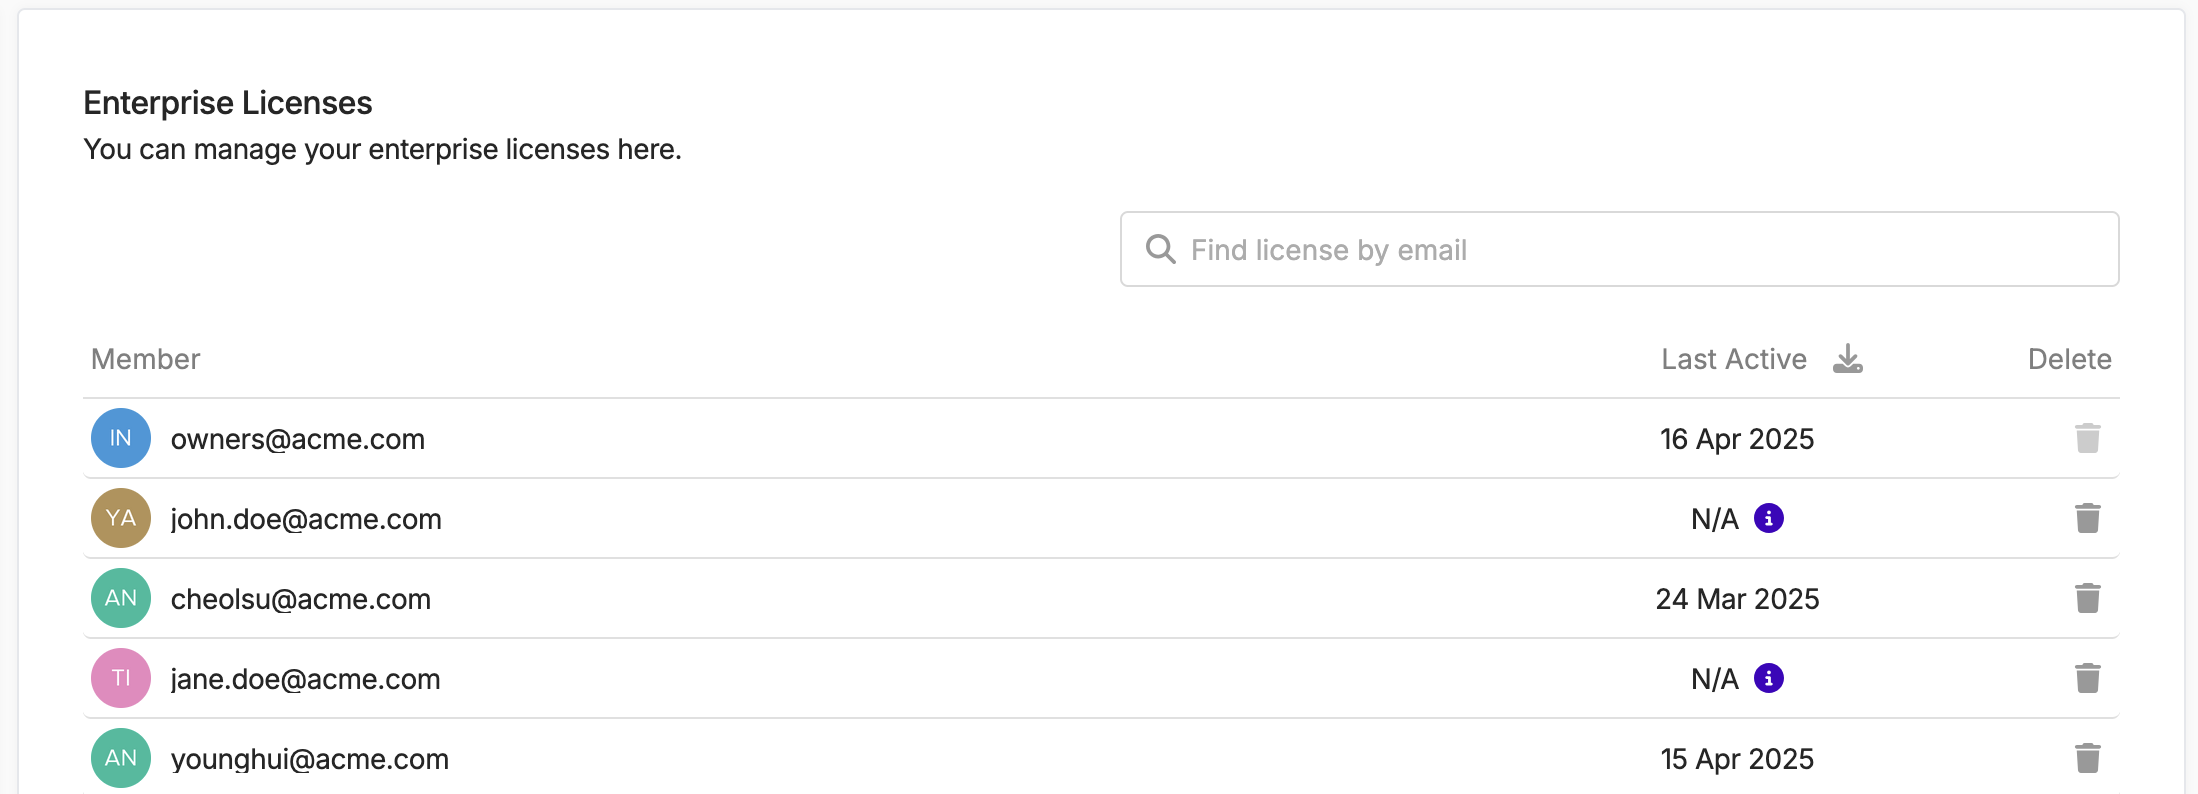 Enterprise Licenses
You can manage your enterprise licenses here.
Find license by email
Member Last Active Delete
IN owners@acme.com 16 Apr 2025
YA john.doe@acme.com N/A
AN cheolsu@acme.com 24 Mar 2025
TI jane.doe@acme.com N/A
AN younghui@acme.com 15 Apr 2025